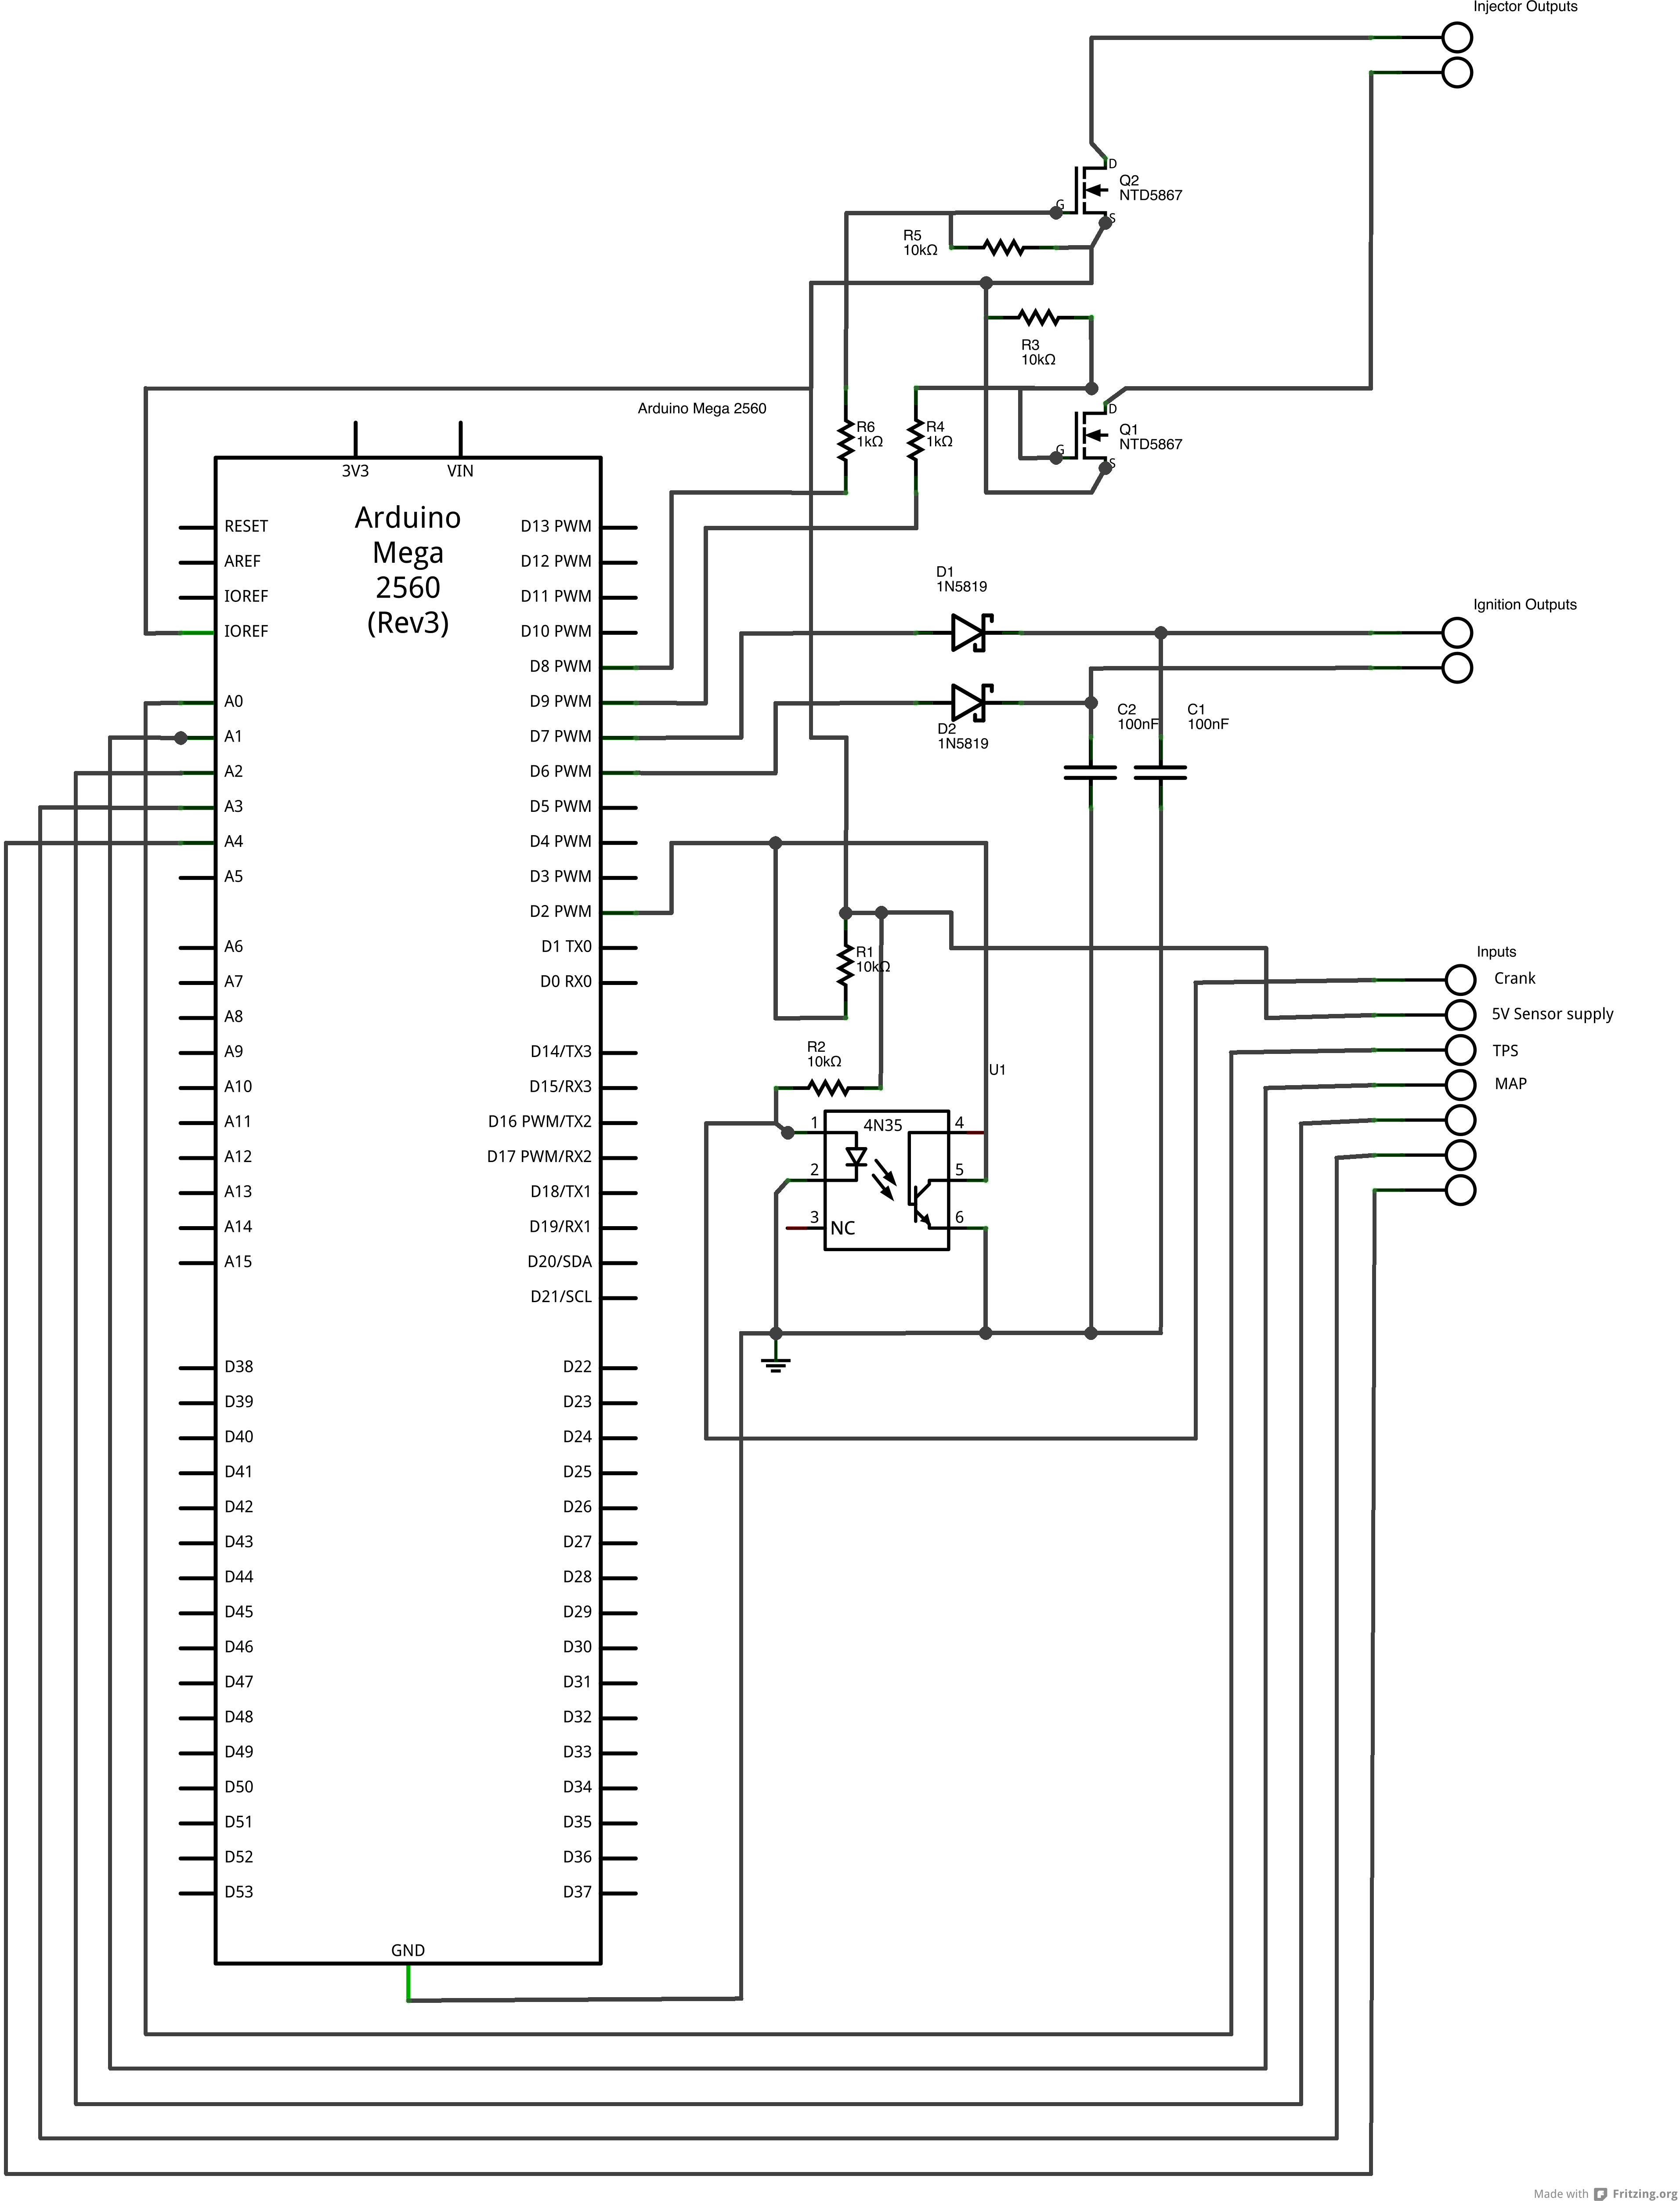 Injector Outputs
D
Q2
NTD5867
G
S
R5
10kΩ
R3
10kΩ
Arduino Mega 2560
R6
1kΩ
R4
1kΩ
D
Q1
NTD5867
G
S
3V3
VIN
Arduino
Mega
2560
(Rev3)
RESET
AREF
IOREF
IOREF
A0
A1
A2
A3
A4
A5
A6
A7
A8
A9
A10
A11
A12
A13
A14
A15
D38
D39
D40
D41
D42
D43
D44
D45
D46
D47
D48
D49
D50
D51
D52
D53
D13 PWM
D12 PWM
D11 PWM
D10 PWM
D8 PWM
D9 PWM
D7 PWM
D6 PWM
D5 PWM
D4 PWM
D3 PWM
D2 PWM
D1 TX0
D0 RX0
D14/TX3
D15/RX3
D16 PWM/TX2
D17 PWM/RX2
D18/TX1
D19/RX1
D20/SDA
D21/SCL
D22
D23
D24
D25
D26
D27
D28
D29
D30
D31
D32
D33
D34
D35
D36
D37
GND
D1
1N5819
D2
1N5819
Ignition Outputs
C2
100nF
C1
100nF
R1
10kΩ
R2
10kΩ
U1
4N35
1
2
3
NC
4
5
6
Inputs
Crank
5V Sensor supply
TPS
MAP
Made with Fritzing.org